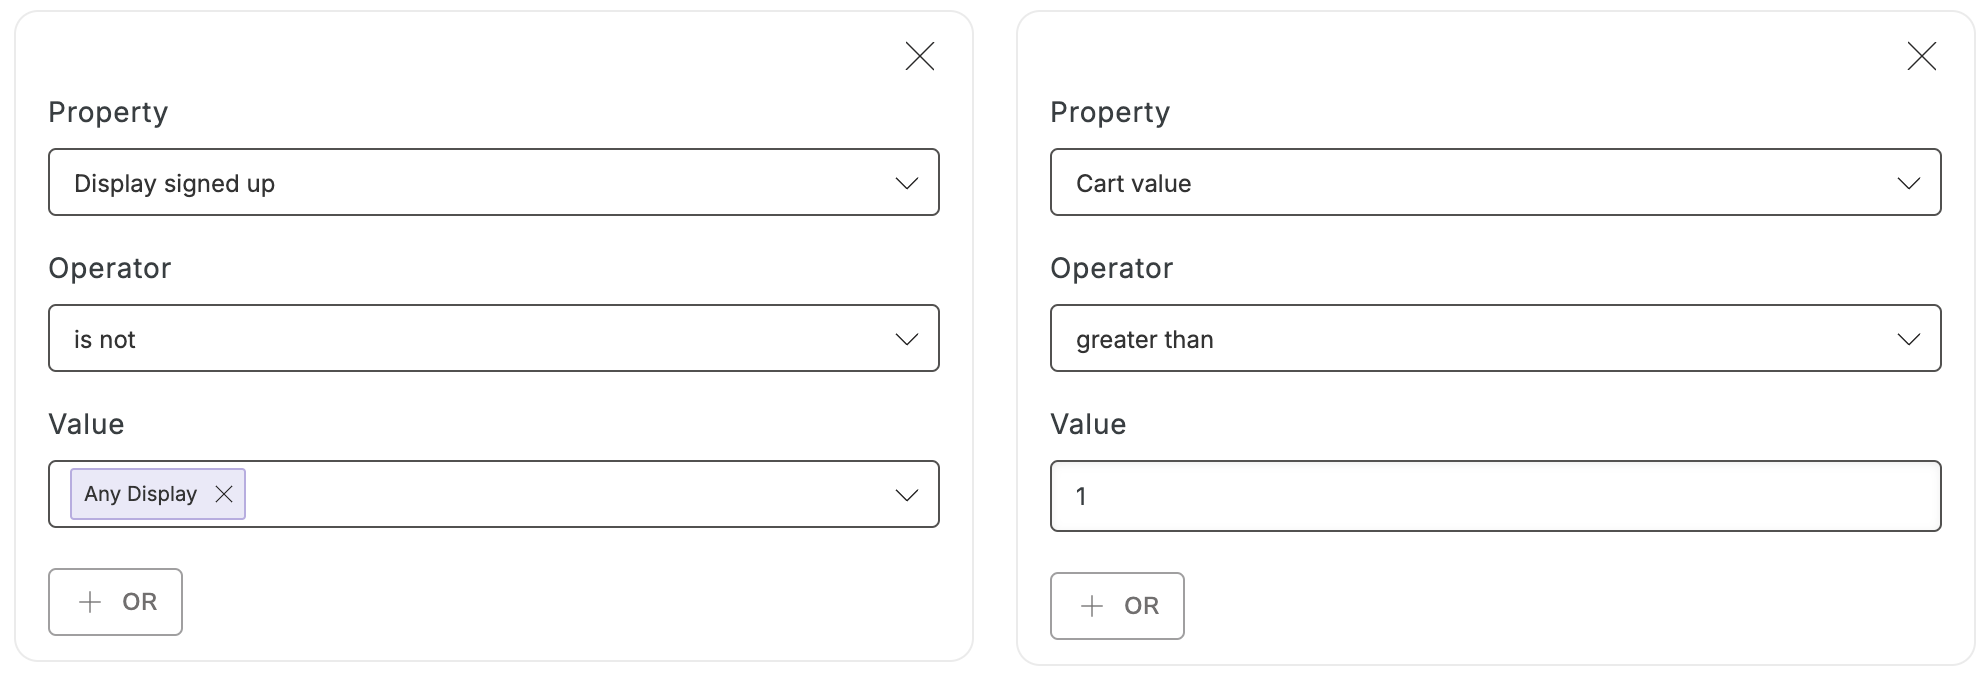 Property
Display signed up
Operator
is not
Value
Any Display
OR
Property
Cart value
Operator
greater than
Value
1
OR